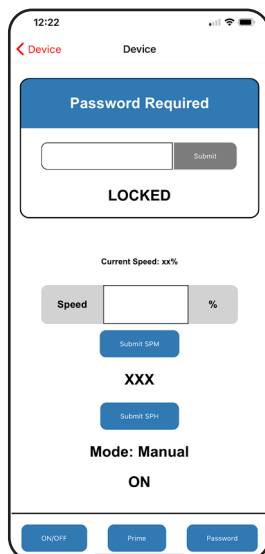 12:22
Device Device
Password Required
Submit
LOCKED
Current Speed: xx%
Speed %
Submit SPM
XXX
Submit SPH
Mode: Manual
ON
ON/OFF Prime Password